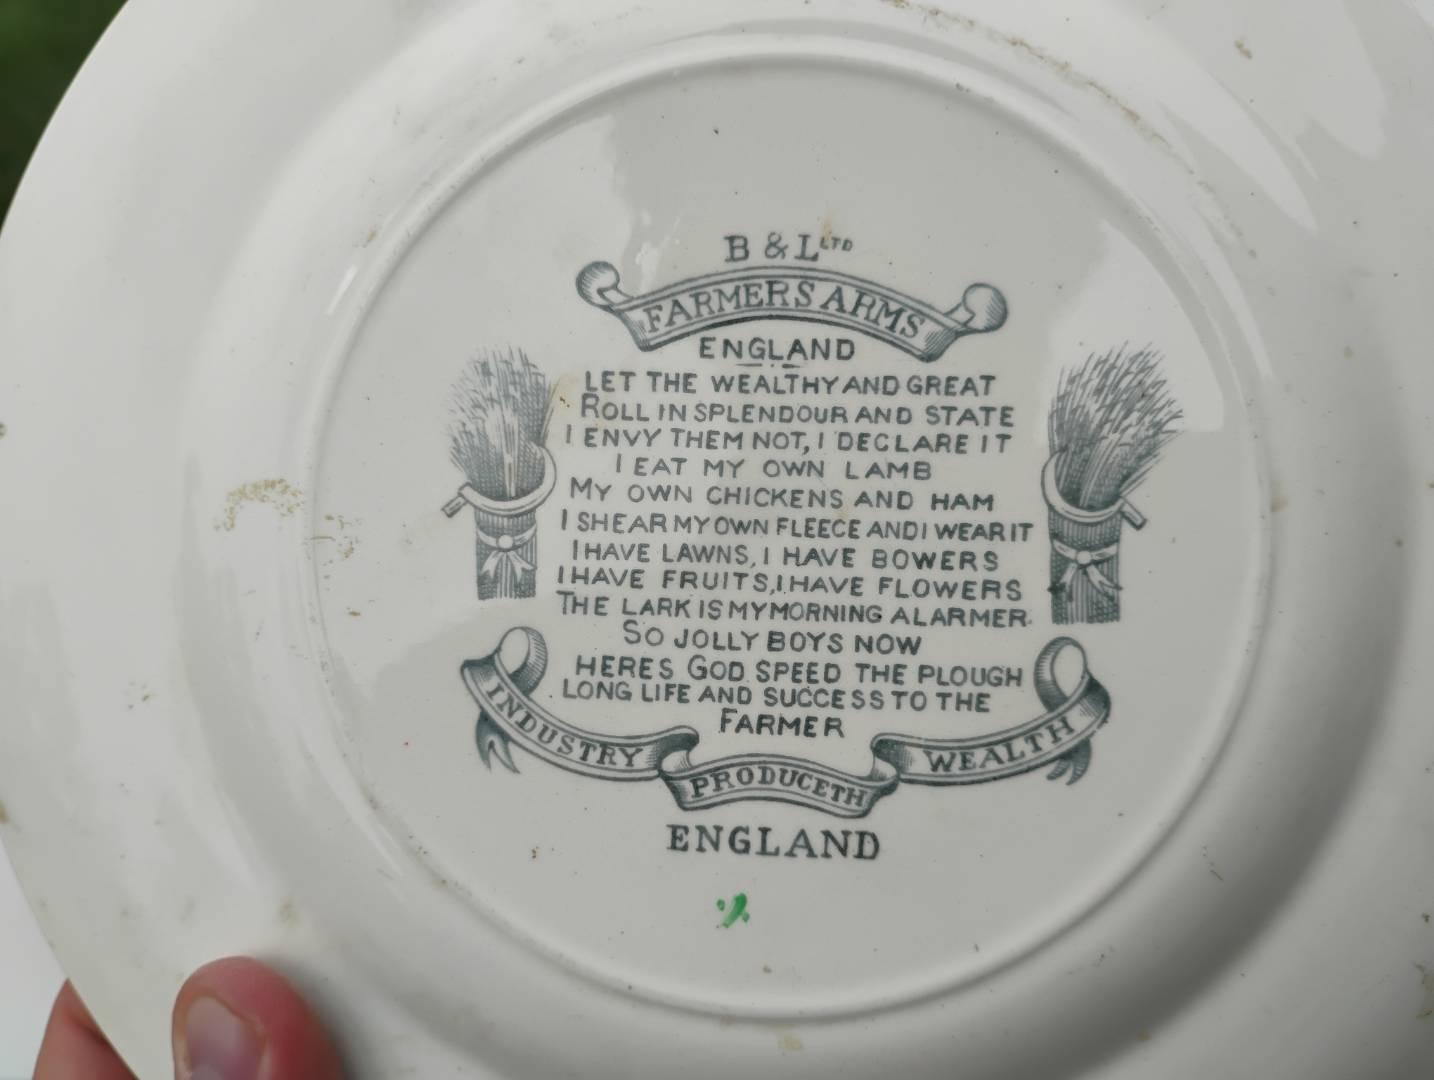 B & L LTD
FARMERS ARMS
ENGLAND
LET THE WEALTHY AND GREAT
ROLL IN SPLENDOUR AND STATE
I ENVY THEM NOT, I DECLARE IT
I EAT MY OWN LAMB
MY OWN CHICKENS AND HAM
I SHEAR MY OWN FLEECE AND I WEAR IT
I HAVE LAWNS, I HAVE BOWERS
I HAVE FRUITS, I HAVE FLOWERS
THE LARK IS MY MORNING ALARMER.
SO JOLLY BOYS NOW
HERES GOD SPEED THE PLOUGH
LONG LIFE AND SUCCESS TO THE
FARMER
INDUSTRY PRODUCETH WEALTH
ENGLAND